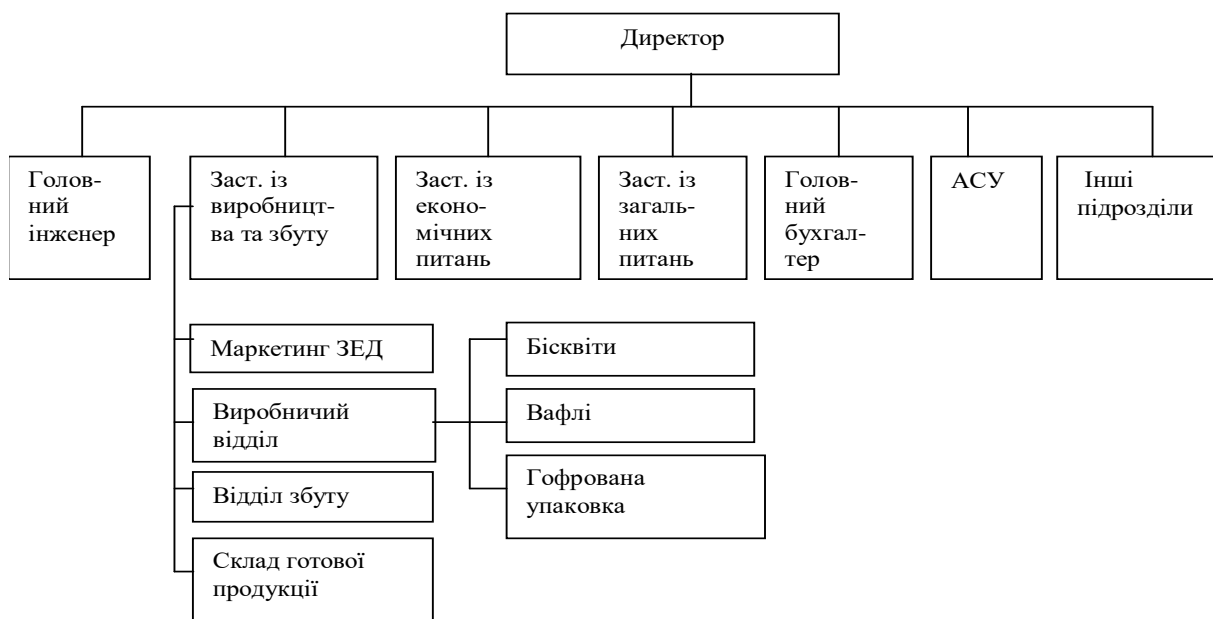 Директор
Голов-
ний
інженер
Заст. із
виробницт-
ва та збуту
Заст. із
еконо-
мічних
питань
Заст. із
загаль-
них
питань
Голов-
ний
бухгал-
тер
АСУ
Інші
підрозділи
Маркетинг ЗЕД
Виробничий
відділ
Відділ збуту
Склад готової
продукції
Бісквіти
Вафлі
Гофрована
упаковка